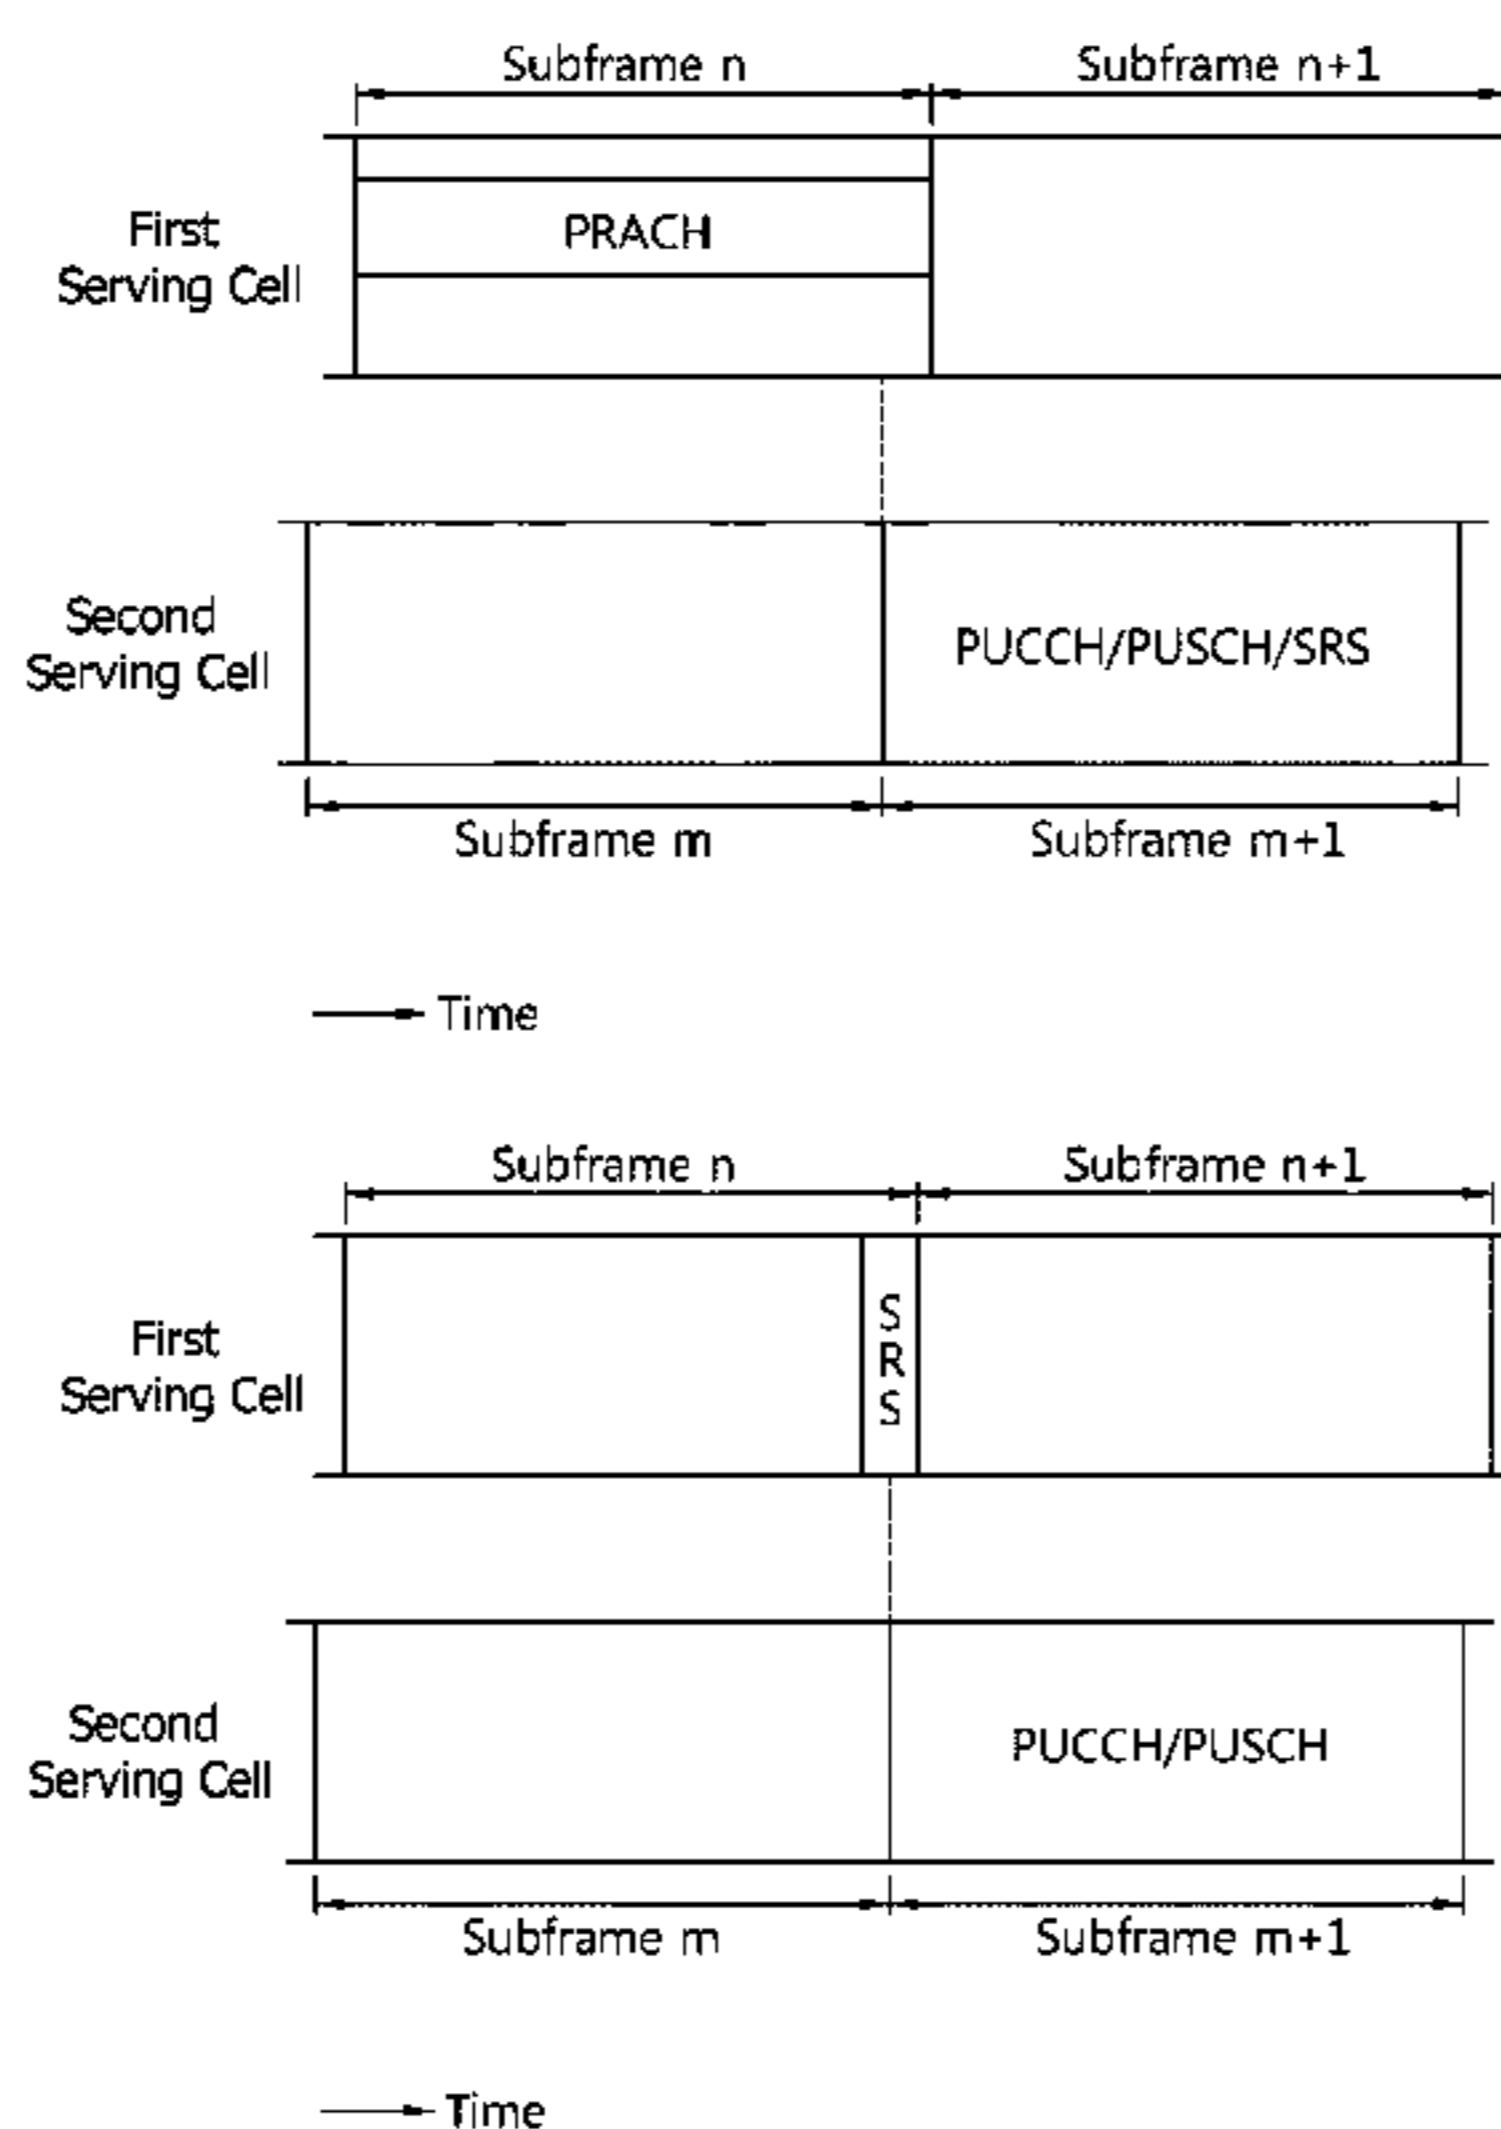 Subframe n Subframe n+1
First
Serving Cell
PRACH
Second
Serving Cell
PUCCH/PUSCH/SRS
Subframe m Subframe m+1
Time
Subframe n Subframe n+1
First
Serving Cell
S
R
S
Second
Serving Cell
PUCCH/PUSCH
Subframe m Subframe m+1
Time